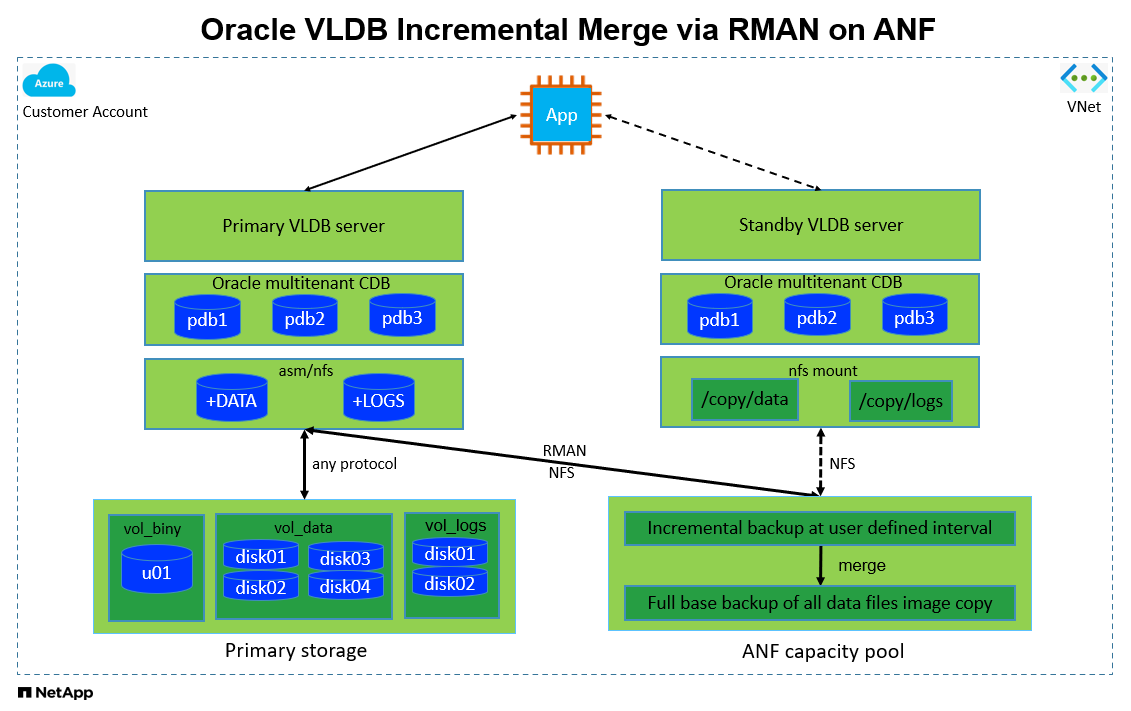 Oracle VLDB Incremental Merge via RMAN on ANF
Azure
Customer Account
App
VNet
Primary VLDB server
Oracle multitenant CDB
pdb1
pdb2
pdb3
asm/nfs
+DATA
+LOGS
Standby VLDB server
Oracle multitenant CDB
pdb1
pdb2
pdb3
nfs mount
/copy/data
/copy/logs
any protocol
RMAN
NFS
NFS
vol_biny
u01
vol_data
disk01
disk03
disk02
disk04
vol_logs
disk01
disk02
Primary storage
Incremental backup at user defined interval
merge
Full base backup of all data files image copy
ANF capacity pool
NetApp